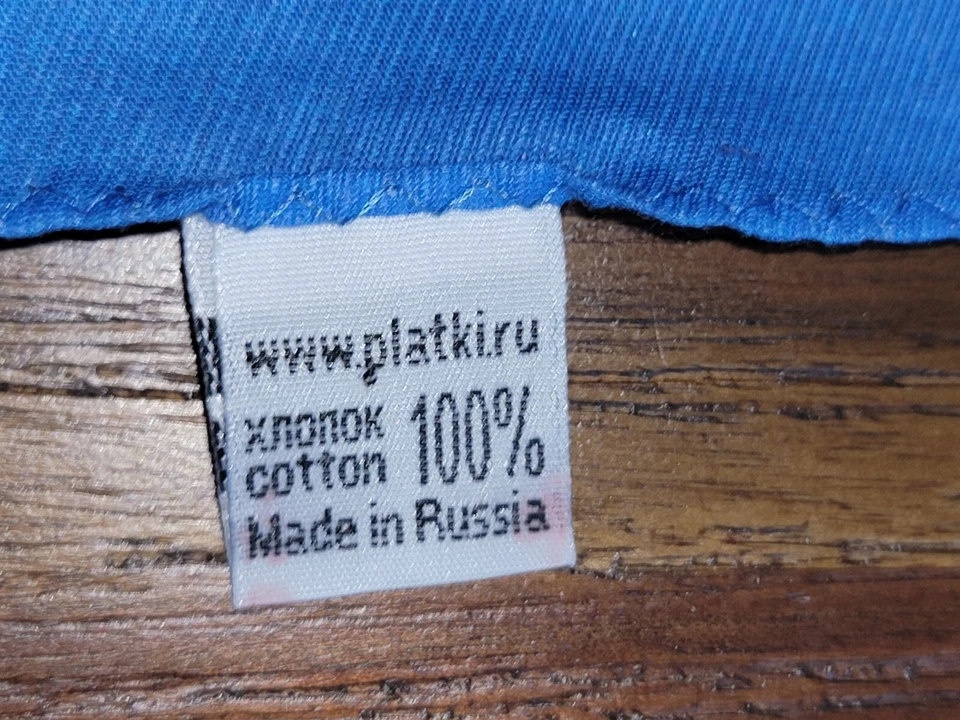 www.platki.ru
хлопок 100%
cotton
Made in Russia